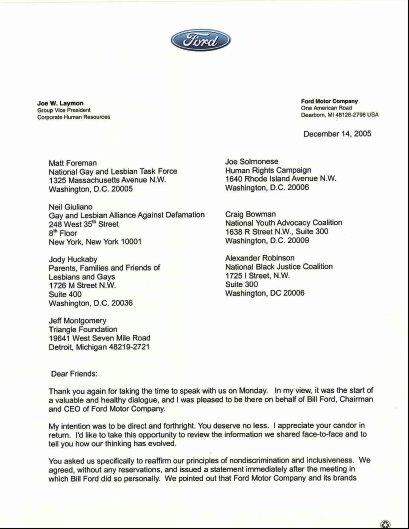 Ford
Joe W. Laymon
Group Vice President
Corporate Human Resources
Ford Motor Company
One American Road
Dearborn, MI 48126-2798 USA
December 14, 2005
Matt Foreman
National Gay and Lesbian Task Force
1325 Massachusetts Avenue N.W.
Washington, D.C. 20005
Joe Solmonese
Human Rights Campaign
1640 Rhode Island Avenue N.W.
Washington, D.C. 20006
Neil Giuliano
Gay and Lesbian Alliance Against Defamation
248 West 35th Street
8th Floor
New York, New York 10001
Craig Bowman
National Youth Advocacy Coalition
1638 R Street N.W., Suite 300
Washington, D.C. 20009
Jody Huckaby
Parents, Families and Friends of
Lesbians and Gays
1726 M Street N.W.
Suite 400
Washington, D.C. 20036
Alexander Robinson
National Black Justice Coalition
1725 I Street, N.W.
Suite 300
Washington, DC 20006
Jeff Montgomery
Triangle Foundation
19641 West Seven Mile Road
Detroit, Michigan 48219-2721
Dear Friends:
Thank you again for taking the time to speak with us on Monday. In my view, it was the start of
a valuable and healthy dialogue, and I was pleased to be there on behalf of Bill Ford, Chairman
and CEO of Ford Motor Company.
My intention was to be direct and forthright. You deserve no less. I appreciate your candor in
return. I'd like to take this opportunity to review the information we shared face-to-face and to
tell you how our thinking has evolved.
You asked us specifically to reaffirm our principles of nondiscrimination and inclusiveness. We
agreed, without any reservations, and issued a statement immediately after the meeting in
which Bill Ford did so personally. We pointed out that Ford Motor Company and its brands